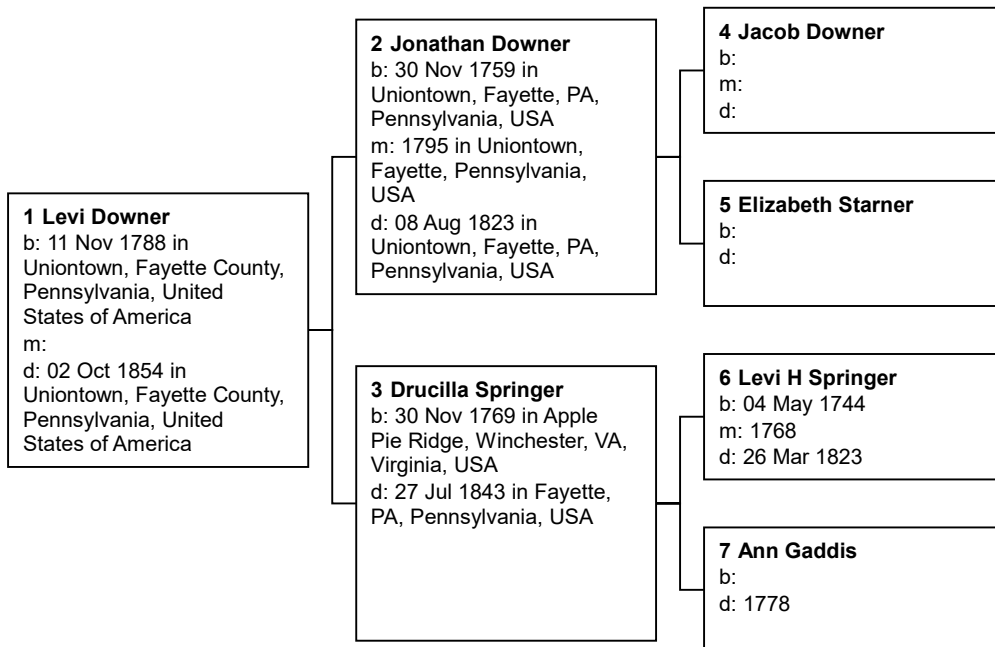 1 Levi Downer
b: 11 Nov 1788 in
Uniontown, Fayette County,
Pennsylvania, United
States of America
m:
d: 02 Oct 1854 in
Uniontown, Fayette County,
Pennsylvania, United
States of America
2 Jonathan Downer
b: 30 Nov 1759 in
Uniontown, Fayette, PA,
Pennsylvania, USA
m: 1795 in Uniontown,
Fayette, Pennsylvania,
USA
d: 08 Aug 1823 in
Uniontown, Fayette, PA,
Pennsylvania, USA
3 Drucilla Springer
b: 30 Nov 1769 in Apple
Pie Ridge, Winchester, VA,
Virginia, USA
d: 27 Jul 1843 in Fayette,
PA, Pennsylvania, USA
4 Jacob Downer
b:
m:
d:
5 Elizabeth Starner
b:
d:
6 Levi H Springer
b: 04 May 1744
m: 1768
d: 26 Mar 1823
7 Ann Gaddis
b:
d: 1778